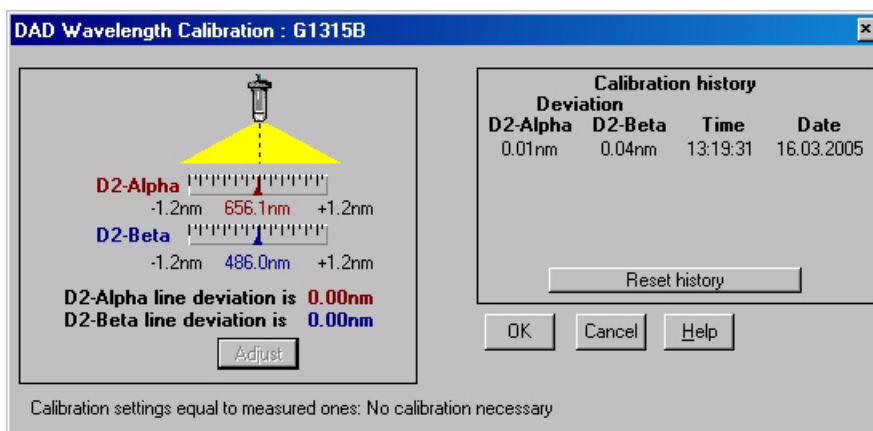 DAD Wavelength Calibration : G1315B
D2-Alpha
-1.2nm 656.1nm +1.2nm
D2-Beta
-1.2nm 486.0nm +1.2nm
D2-Alpha line deviation is 0.00nm
D2-Beta line deviation is 0.00nm
Adjust
Calibration history
Deviation
D2-Alpha D2-Beta Time Date
0.01nm 0.04nm 13:19:31 16.03.2005
Reset history
OK Cancel Help
Calibration settings equal to measured ones: No calibration necessary